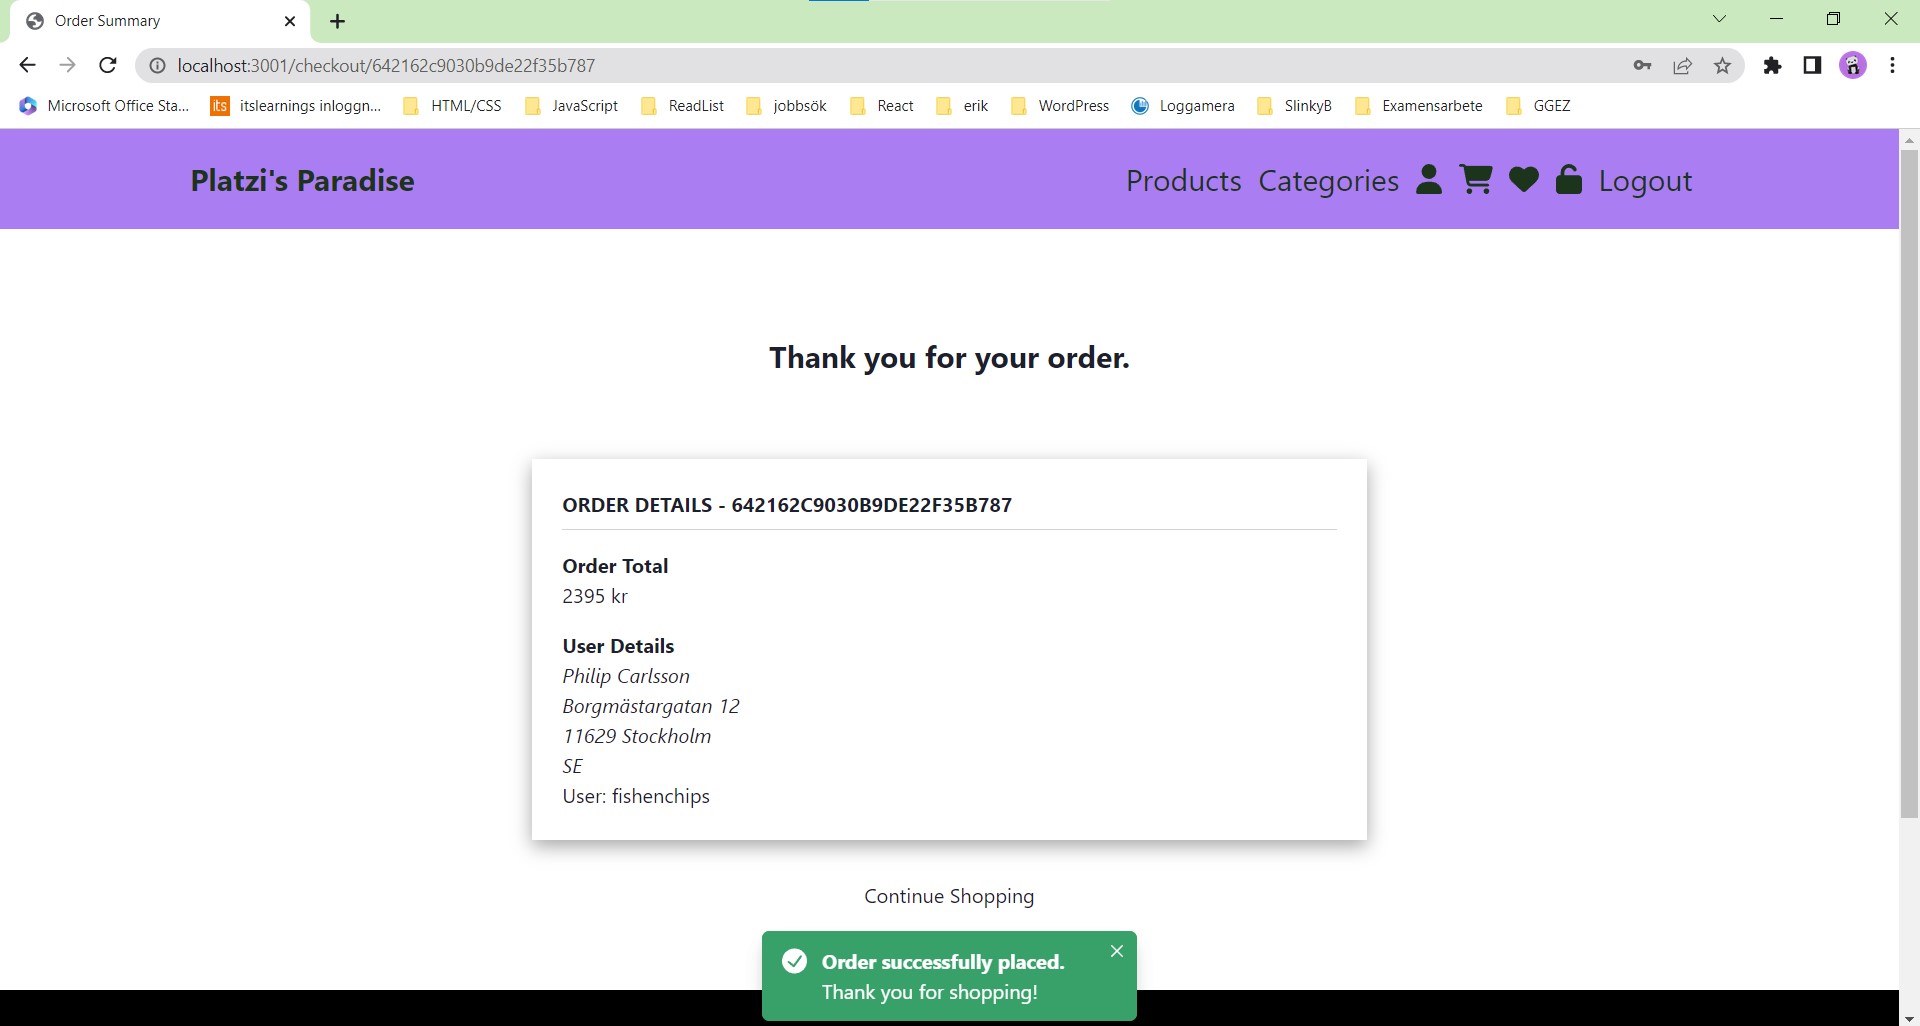 Order Summary
localhost:3001/checkout/642162c9030b9de22f35b787
Microsoft Office Sta... its itslearnings inloggn... HTML/CSS JavaScript ReadList jobbsök React erik WordPress Loggamera SlinkyB Examensarbete GGEZ
Platzi's Paradise Products Categories Logout
Thank you for your order.
ORDER DETAILS - 642162C9030B9DE22F35B787
Order Total
2395 kr
User Details
Philip Carlsson
Borgmästargatan 12
11629 Stockholm
SE
User: fishenchips
Continue Shopping
Order successfully placed.
Thank you for shopping!